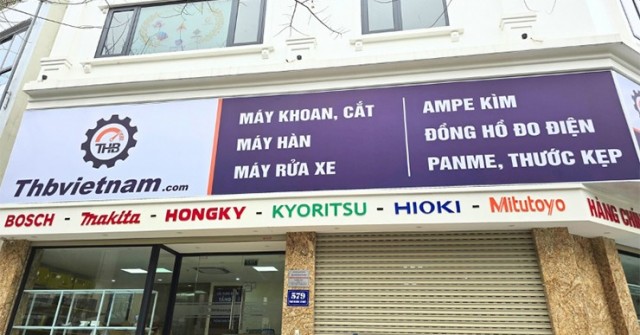 THB
Thbvietnam.com
MÁY KHOAN, CẮT
MÁY HÀN
MÁY RỬA XE
AMPE KÌM
ĐỒNG HỒ ĐO ĐIỆN
PANME, THƯỚC KẸP
BOSCH - makita - HONGKY - KYORITSU - HIOKI - Mitutoyo
HÀNG
579